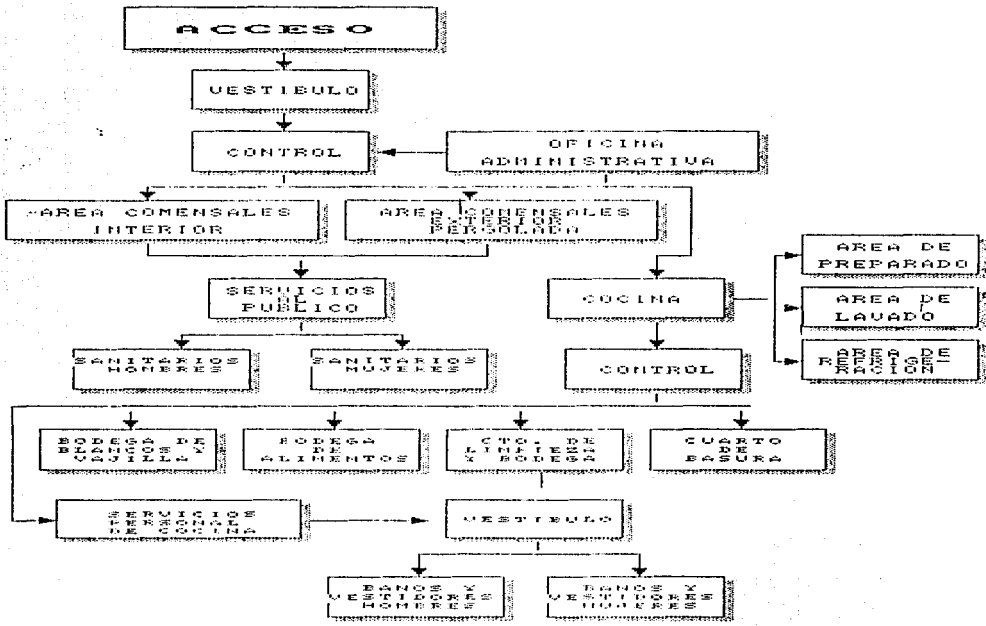 ACCESO
VESTIBULO
CONTROL
OFICINA
ADMINISTRATIVA
AREA COMENSALES
INTERIOR
AREA COMENSALES
EXTERIOR
PERGOLADA
AREA DE
PREPARADO
SERVICIOS
AL
PUBLICO
COCINA
AREA DE
LAVADO
SANITARIOS
HOMBRES
SANITARIOS
MUJERES
CONTROL
AREA DE
REFRIGE-
RACION
BODEGA DE
BLANCOS Y
VAJILLA
BODEGA
DE
ALIMENTOS
CTO. DE
LIMPIEZA
Y BODEGA
CUARTO
DE
BASURA
SERVICIOS
PERSONAL
DE COCINA
VESTIBULO
BANOS Y
VESTIDORES
HOMBRES
BANOS Y
VESTIDORES
MUJERES